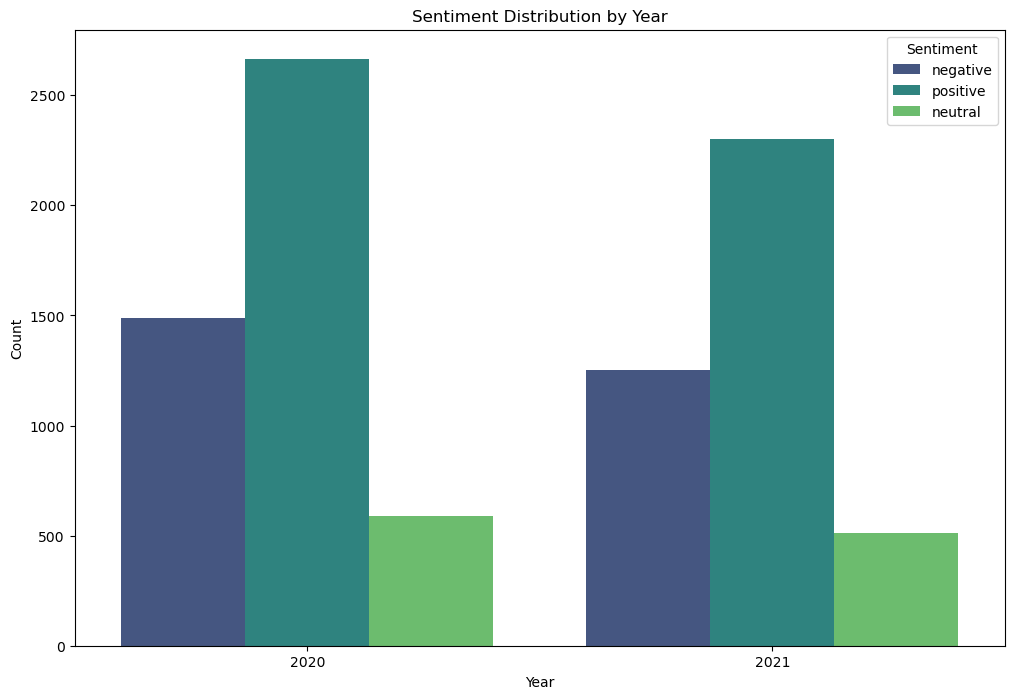 Sentiment Distribution by Year
Sentiment
negative
positive
neutral
Count
2500
2000
1500
1000
500
0
2020
2021
Year